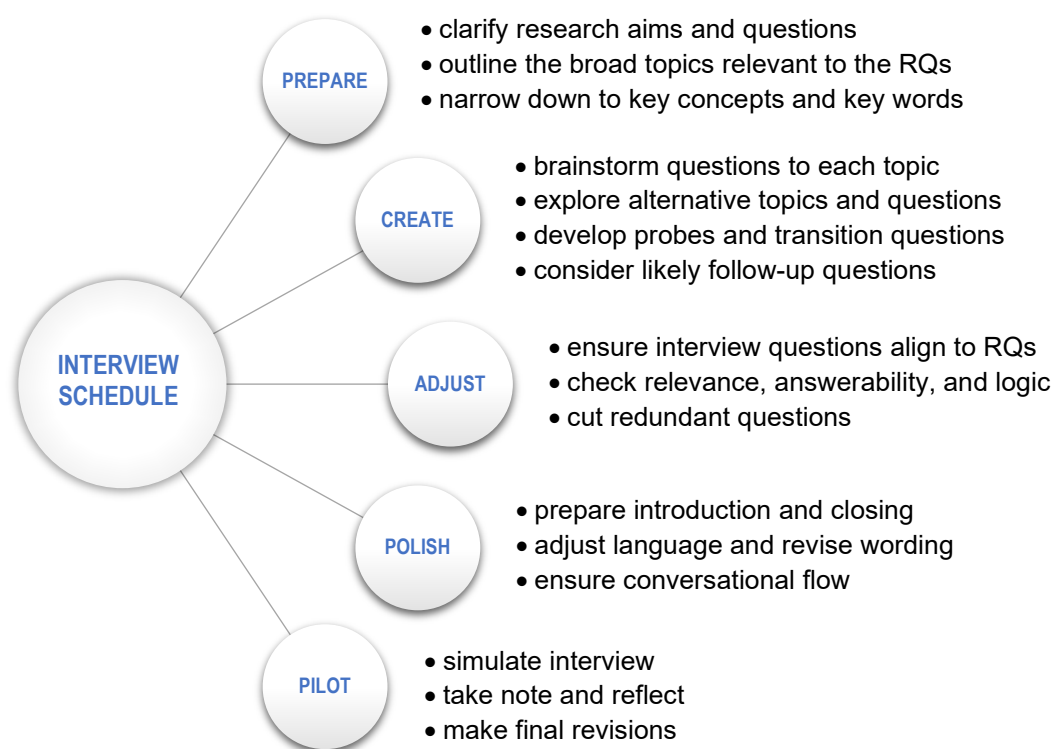 PREPARE
• clarify research aims and questions
• outline the broad topics relevant to the RQs
• narrow down to key concepts and key words
CREATE
• brainstorm questions to each topic
• explore alternative topics and questions
• develop probes and transition questions
• consider likely follow-up questions
INTERVIEW
SCHEDULE
ADJUST
• ensure interview questions align to RQs
• check relevance, answerability, and logic
• cut redundant questions
POLISH
• prepare introduction and closing
• adjust language and revise wording
• ensure conversational flow
PILOT
• simulate interview
• take note and reflect
• make final revisions